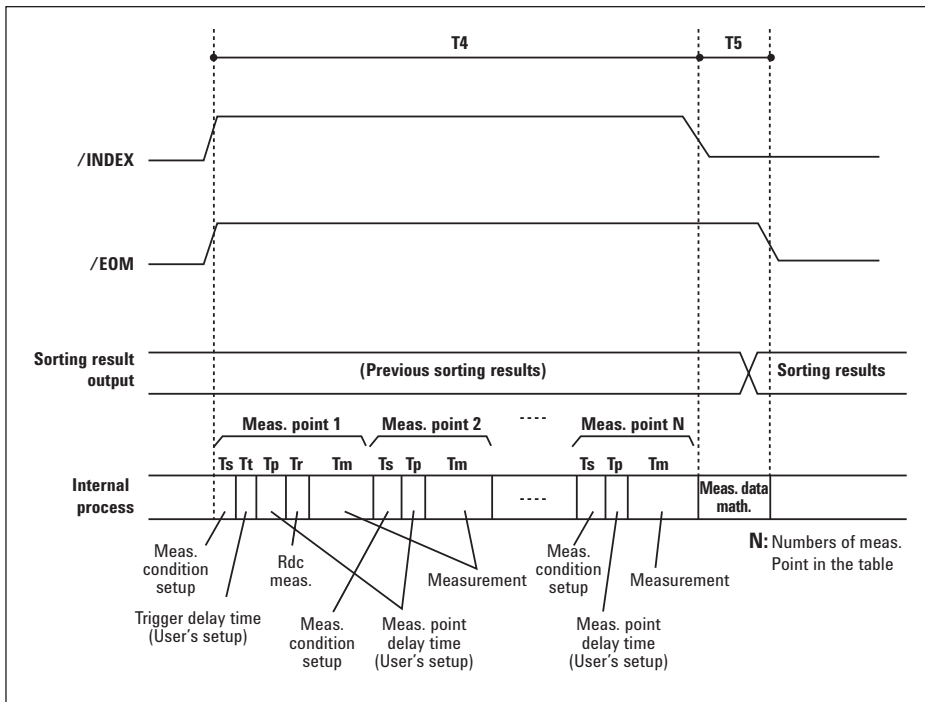 T4 T5
/INDEX
/EOM
Sorting result
output
(Previous sorting results)
Sorting results
Meas. point 1 Meas. point 2 ---- Meas. point N
Ts Tt Tp Tr Tm Ts Tp Tm Ts Tp Tm
Internal
process
----
Meas. data
math.
N: Numbers of meas.
Point in the table
Meas.
condition
setup
Trigger delay time
(User's setup)
Rdc
meas.
Meas.
condition
setup
Measurement
Meas. point
delay time
(User's setup)
Meas.
condition
setup
Meas. point
delay time
(User's setup)
Measurement